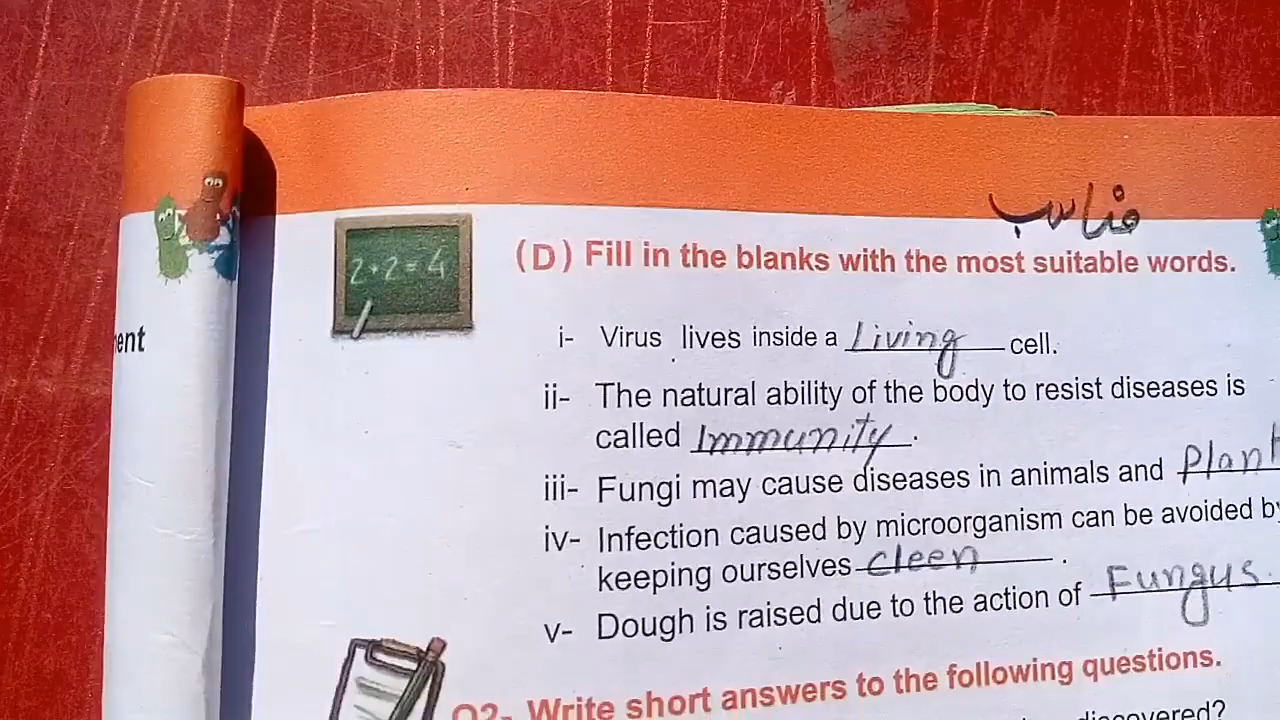 مناسب
2+2=4
(D) Fill in the blanks with the most suitable words.
ent
i- Virus lives inside a Living cell.
ii- The natural ability of the body to resist diseases is
called Immunity.
iii- Fungi may cause diseases in animals and Plant
iv- Infection caused by microorganism can be avoided by
keeping ourselves cleen.
v- Dough is raised due to the action of Fungus.
Q2- Write short answers to the following questions.
discovered?